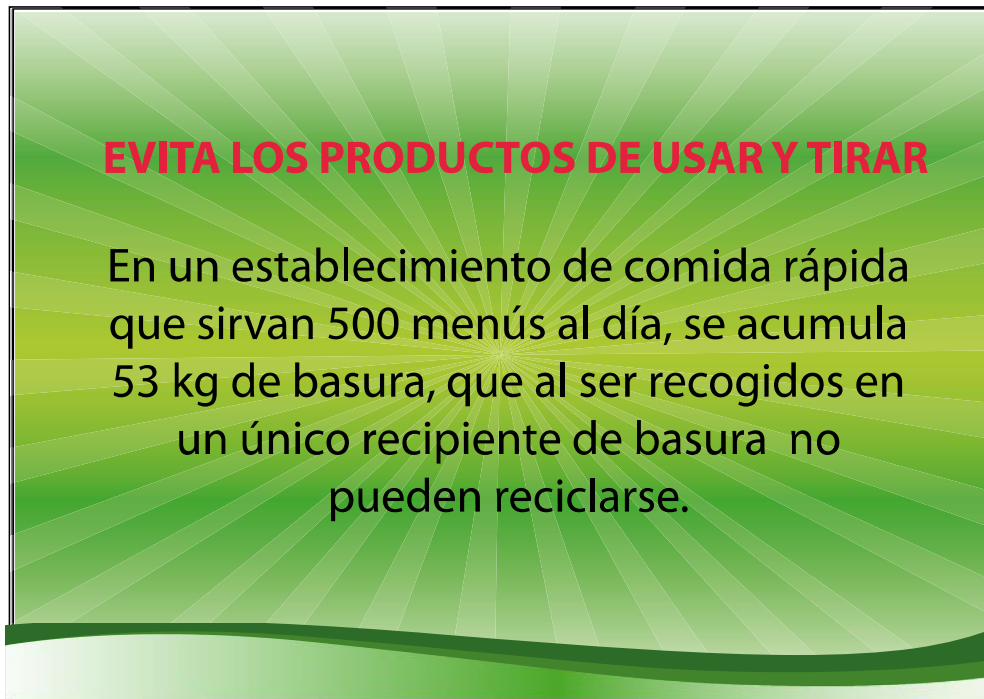 EVITA LOS PRODUCTOS DE USAR Y TIRAR
En un establecimiento de comida rápida
que sirvan 500 menús al día, se acumula
53 kg de basura, que al ser recogidos en
un único recipiente de basura no
pueden reciclarse.